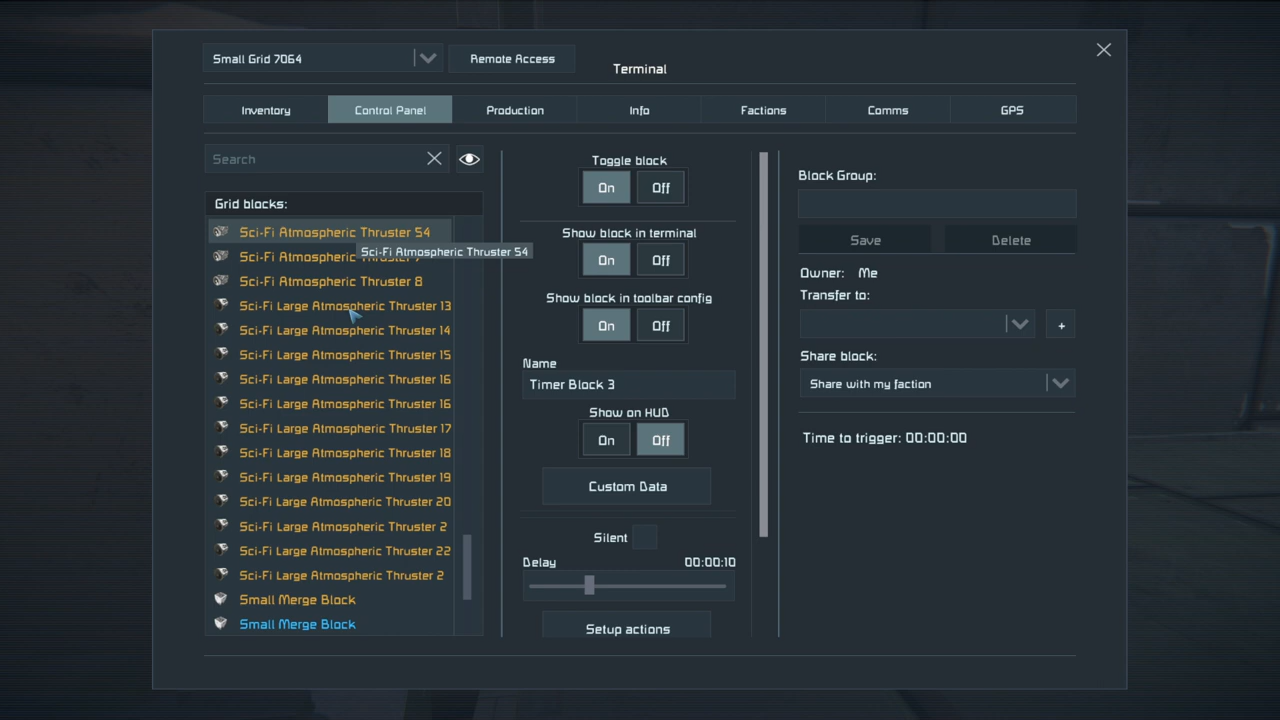 Small Grid 7064
Remote Access
Terminal
Inventory
Control Panel
Production
Info
Factions
Comms
GPS
Search
Grid blocks:
Sci-Fi Atmospheric Thruster 54
Sci-Fi Atmospheric Thruster 54
Sci-Fi Atmospheric
Sci-Fi Atmospheric Thruster 8
Sci-Fi Large Atmospheric Thruster 13
Sci-Fi Large Atmospheric Thruster 14
Sci-Fi Large Atmospheric Thruster 15
Sci-Fi Large Atmospheric Thruster 16
Sci-Fi Large Atmospheric Thruster 16
Sci-Fi Large Atmospheric Thruster 17
Sci-Fi Large Atmospheric Thruster 18
Sci-Fi Large Atmospheric Thruster 19
Sci-Fi Large Atmospheric Thruster 20
Sci-Fi Large Atmospheric Thruster 2
Sci-Fi Large Atmospheric Thruster 22
Sci-Fi Large Atmospheric Thruster 2
Small Merge Block
Small Merge Block
Toggle block
On Off
Show block in terminal
On Off
Show block in toolbar config
On Off
Name
Timer Block 3
Show on HUD
On Off
Custom Data
Silent
Delay 00:00:10
Setup actions
Block Group:
Save Delete
Owner: Me
Transfer to:
+
Share block:
Share with my faction
Time to trigger: 00:00:00